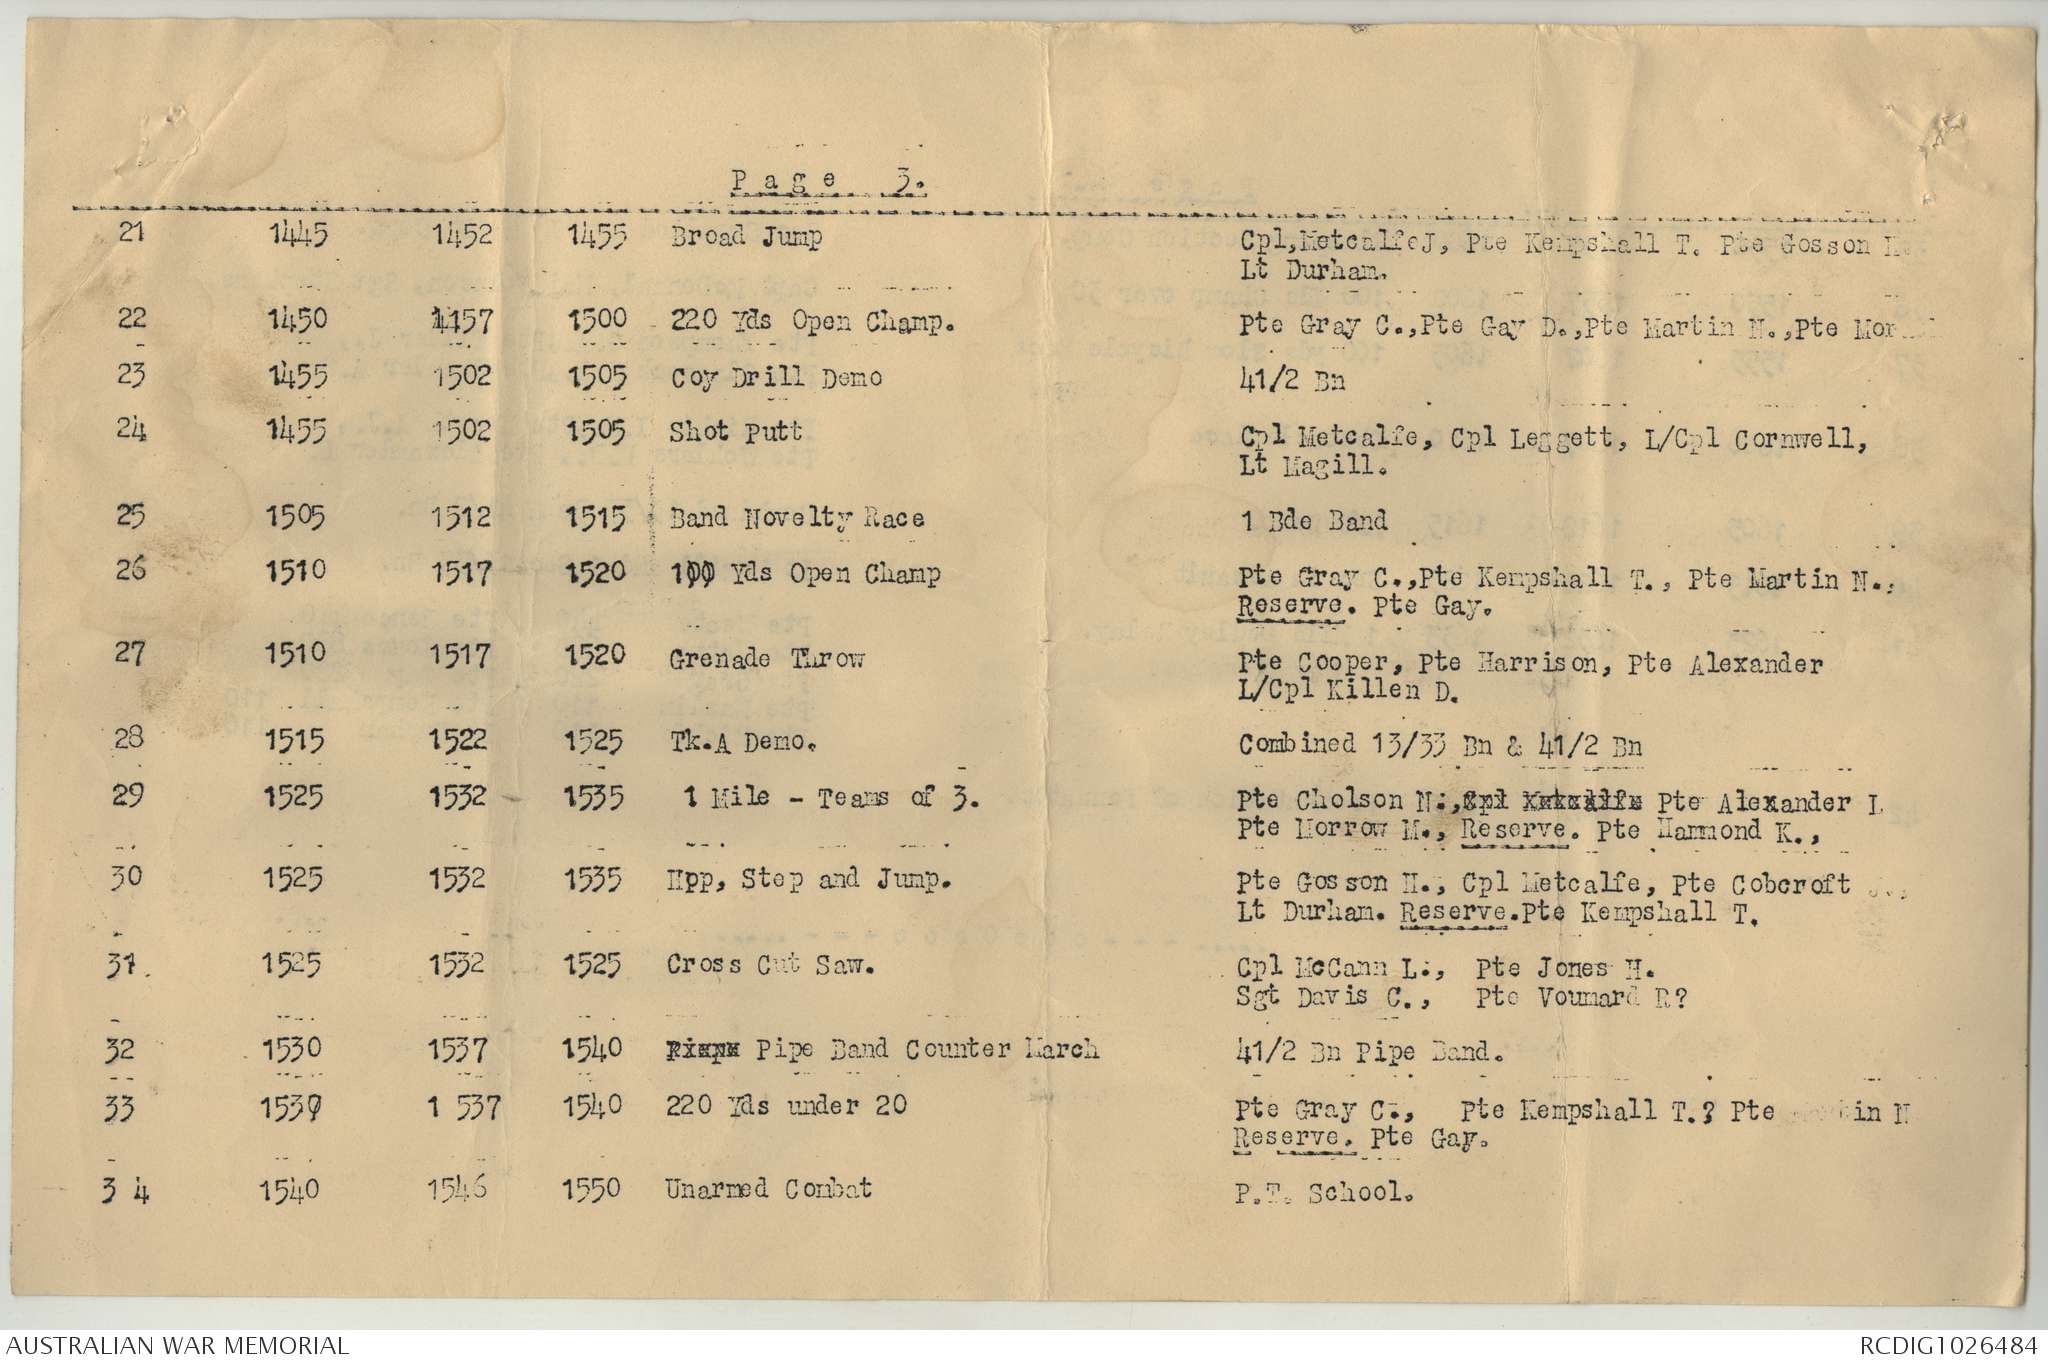 Page 3.
21 1445 1452 1455 Broad Jump Cpl,MetcalfeJ, Pte Kempshall T. Pte Gosson H.
Lt Durham.
22 1450 1457 1500 220 Yds Open Champ. Pte Gray C.,Pte Gay D.,Pte Martin N.,Pte
23 1455 1502 1505 Coy Drill Demo 41/2 Bn
24 1455 1502 1505 Shot Putt Cpl Metcalfe, Cpl Leggett, L/Cpl Cornwell,
Lt Magill.
25 1505 1512 1515 Band Novelty Race 1 Bde Band
26 1510 1517 1520 100 Yds Open Champ Pte Gray C.,Pte Kempshall T., Pte Martin N.,
Reserve. Pte Gay.
27 1510 1517 1520 Grenade Throw Pte Cooper, Pte Harrison, Pte Alexander
L/Cpl Killen D.
28 1515 1522 1525 Tk.A Demo. Combined 13/33 Bn & 41/2 Bn
29 1525 1532 1535 1 Mile - Teams of 3. Pte Cholson N.,Cpl Metcalfe Pte Alexander L
Pte Morrow M., Reserve. Pte Hammond K.,
30 1525 1532 1535 Hpp, Step and Jump. Pte Gosson H., Cpl Metcalfe, Pte Cobcroft J.,
Lt Durham. Reserve.Pte Kempshall T.
31. 1525 1532 1525 Cross Cut Saw. Cpl McCann L., Pte Jones H.
Sgt Davis C., Pte Voumard R?
32 1530 1537 1540 Pipe Band Counter March 41/2 Bn Pipe Band.
33 1530 1 537 1540 220 Yds under 20 Pte Gray C., Pte Kempshall T.? Pte Martin N
Reserve. Pte Gay.
3 4 1540 1546 1550 Unarmed Combat P.T. School.
AUSTRALIAN WAR MEMORIAL RCDIG1026484